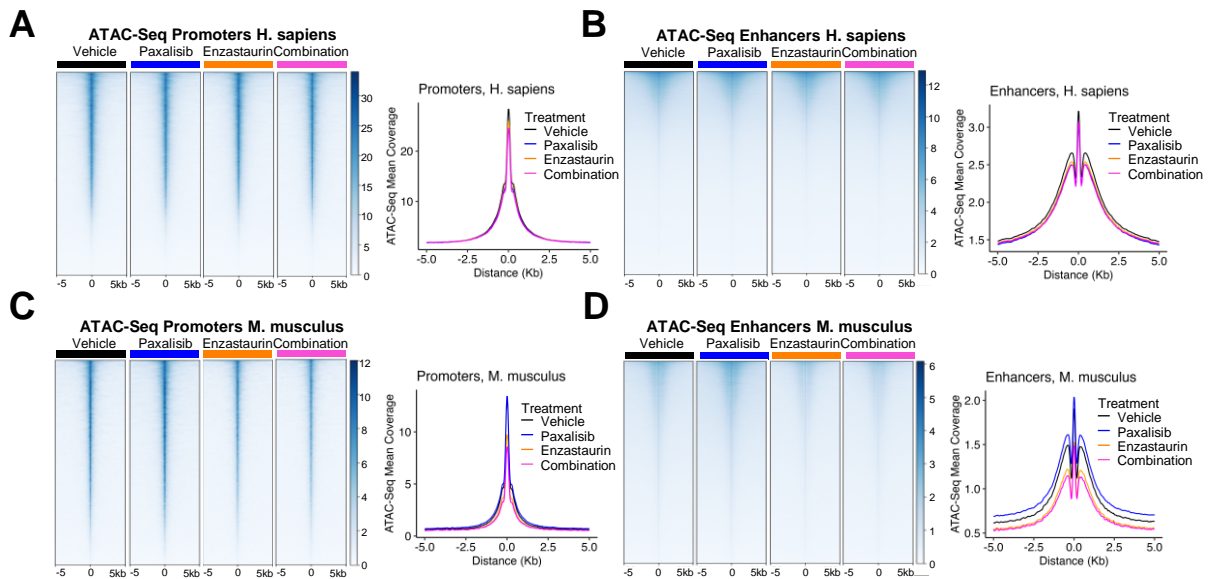 A
ATAC-Seq Promoters H. sapiens
Vehicle Paxalisib Enzastaurin Combination
30
25
20
15
10
5
0
-5 0 5kb -5 0 5kb -5 0 5kb -5 0 5kb
Promoters, H. sapiens
ATAC-Seq Mean Coverage
20
10
Treatment
Vehicle
Paxalisib
Enzastaurin
Combination
-5.0 -2.5 0.0 2.5 5.0
Distance (Kb)
B
ATAC-Seq Enhancers H. sapiens
Vehicle Paxalisib Enzastaurin Combination
12
10
8
6
4
2
0
-5 0 5kb -5 0 5kb -5 0 5kb -5 0 5kb
Enhancers, H. sapiens
ATAC-Seq Mean Coverage
3.0
2.5
2.0
1.5
Treatment
Vehicle
Paxalisib
Enzastaurin
Combination
-5.0 -2.5 0.0 2.5 5.0
Distance (Kb)
C
ATAC-Seq Promoters M. musculus
Vehicle Paxalisib Enzastaurin Combination
12
10
8
6
4
2
0
-5 0 5kb -5 0 5kb -5 0 5kb -5 0 5kb
Promoters, M. musculus
ATAC-Seq Mean Coverage
10
5
0
Treatment
Vehicle
Paxalisib
Enzastaurin
Combination
-5.0 -2.5 0.0 2.5 5.0
Distance (Kb)
D
ATAC-Seq Enhancers M. musculus
Vehicle Paxalisib Enzastaurin Combination
6
5
4
3
2
1
0
-5 0 5kb -5 0 5kb -5 0 5kb -5 0 5kb
Enhancers, M. musculus
ATAC-Seq Mean Coverage
2.0
1.5
1.0
0.5
Treatment
Vehicle
Paxalisib
Enzastaurin
Combination
-5.0 -2.5 0.0 2.5 5.0
Distance (Kb)